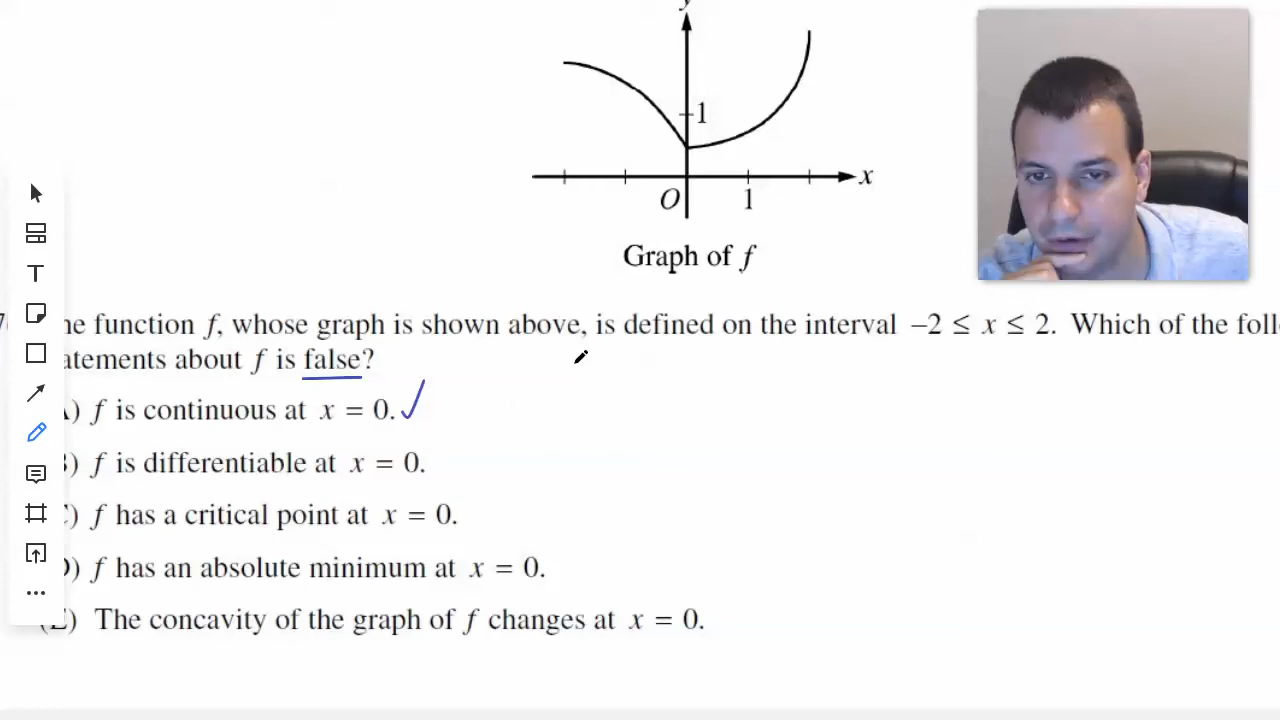 y
1
x
O
1
Graph of f
he function f, whose graph is shown above, is defined on the interval −2 ≤ x ≤ 2. Which of the foll
atements about f is false?
) f is continuous at x = 0.
) f is differentiable at x = 0.
) f has a critical point at x = 0.
) f has an absolute minimum at x = 0.
(E) The concavity of the graph of f changes at x = 0.
T